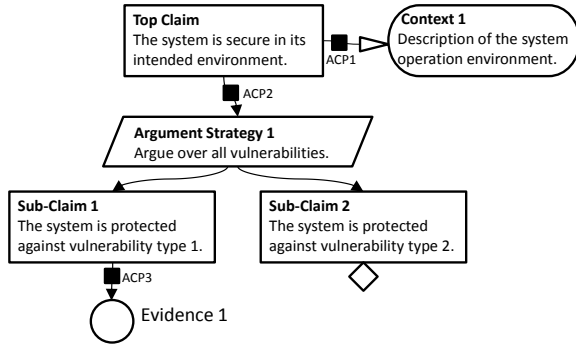 Top Claim
The system is secure in its
intended environment.
ACP1
Context 1
Description of the system
operation environment.
ACP2
Argument Strategy 1
Argue over all vulnerabilities.
Sub-Claim 1
The system is protected
against vulnerability type 1.
Sub-Claim 2
The system is protected
against vulnerability type 2.
ACP3
Evidence 1